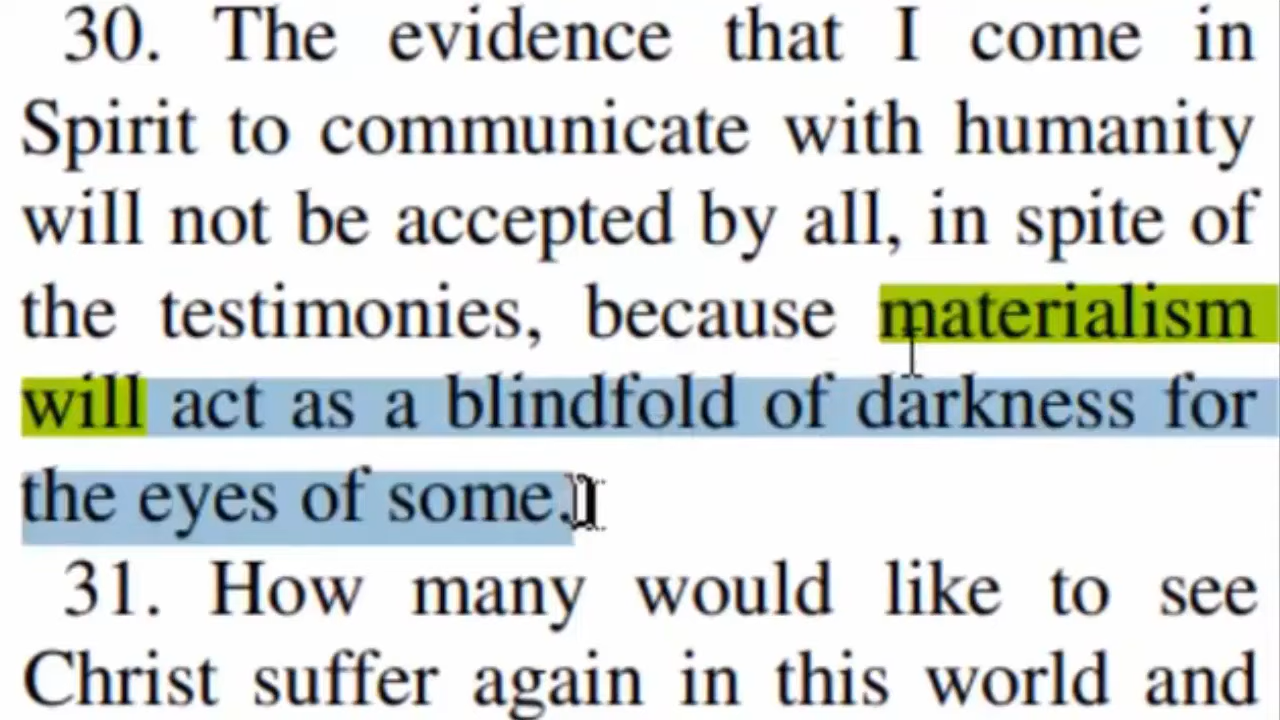 30. The evidence that I come in
Spirit to communicate with humanity
will not be accepted by all, in spite of
the testimonies, because materialism
will act as a blindfold of darkness for
the eyes of some.
31. How many would like to see
Christ suffer again in this world and